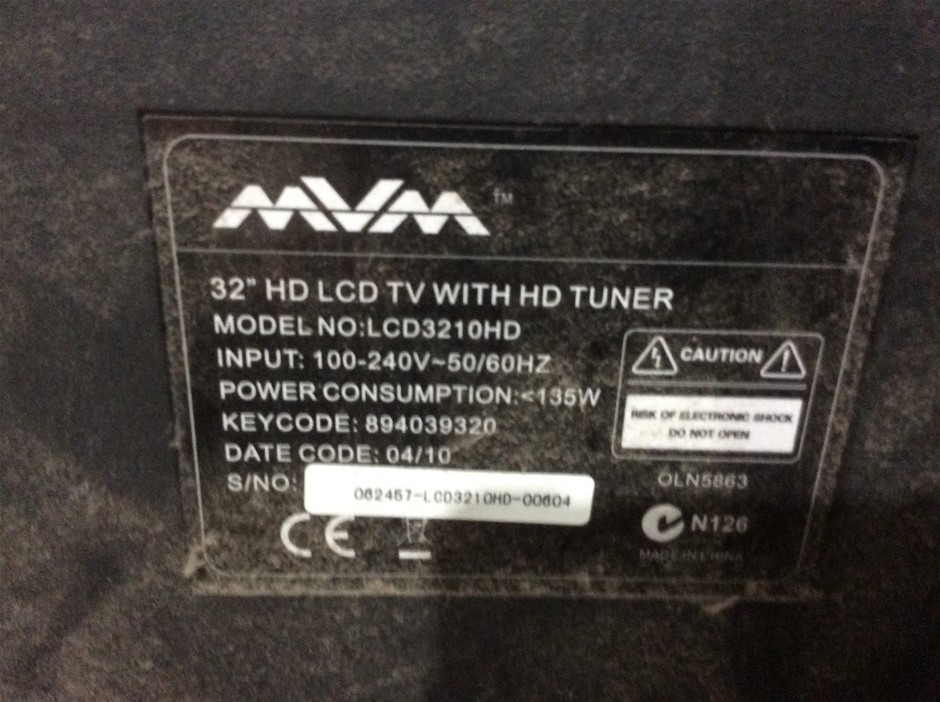 MVM TM
32" HD LCD TV WITH HD TUNER
MODEL NO:LCD3210HD
INPUT: 100-240V~50/60HZ
POWER CONSUMPTION:<135W
KEYCODE: 894039320
DATE CODE: 04/10
S/NO: 062457-LCD3210HD-00604
CE
CAUTION
RISK OF ELECTRONIC SHOCK
DO NOT OPEN
OLN5863
N126
MADE IN CHINA